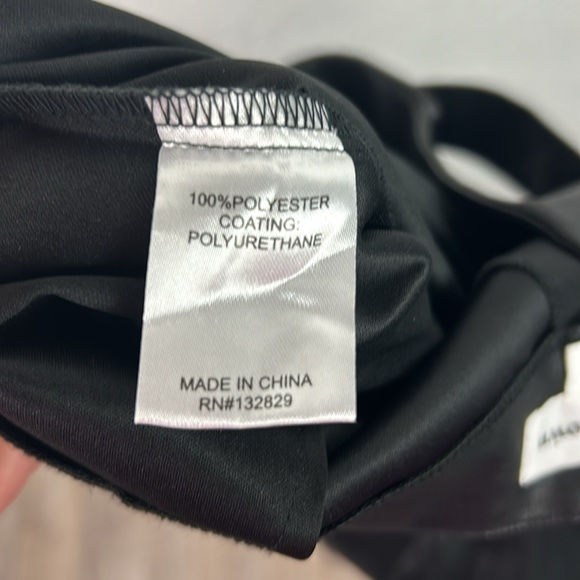 100%POLYESTER
COATING:
POLYURETHANE
MADE IN CHINA
RN#132829